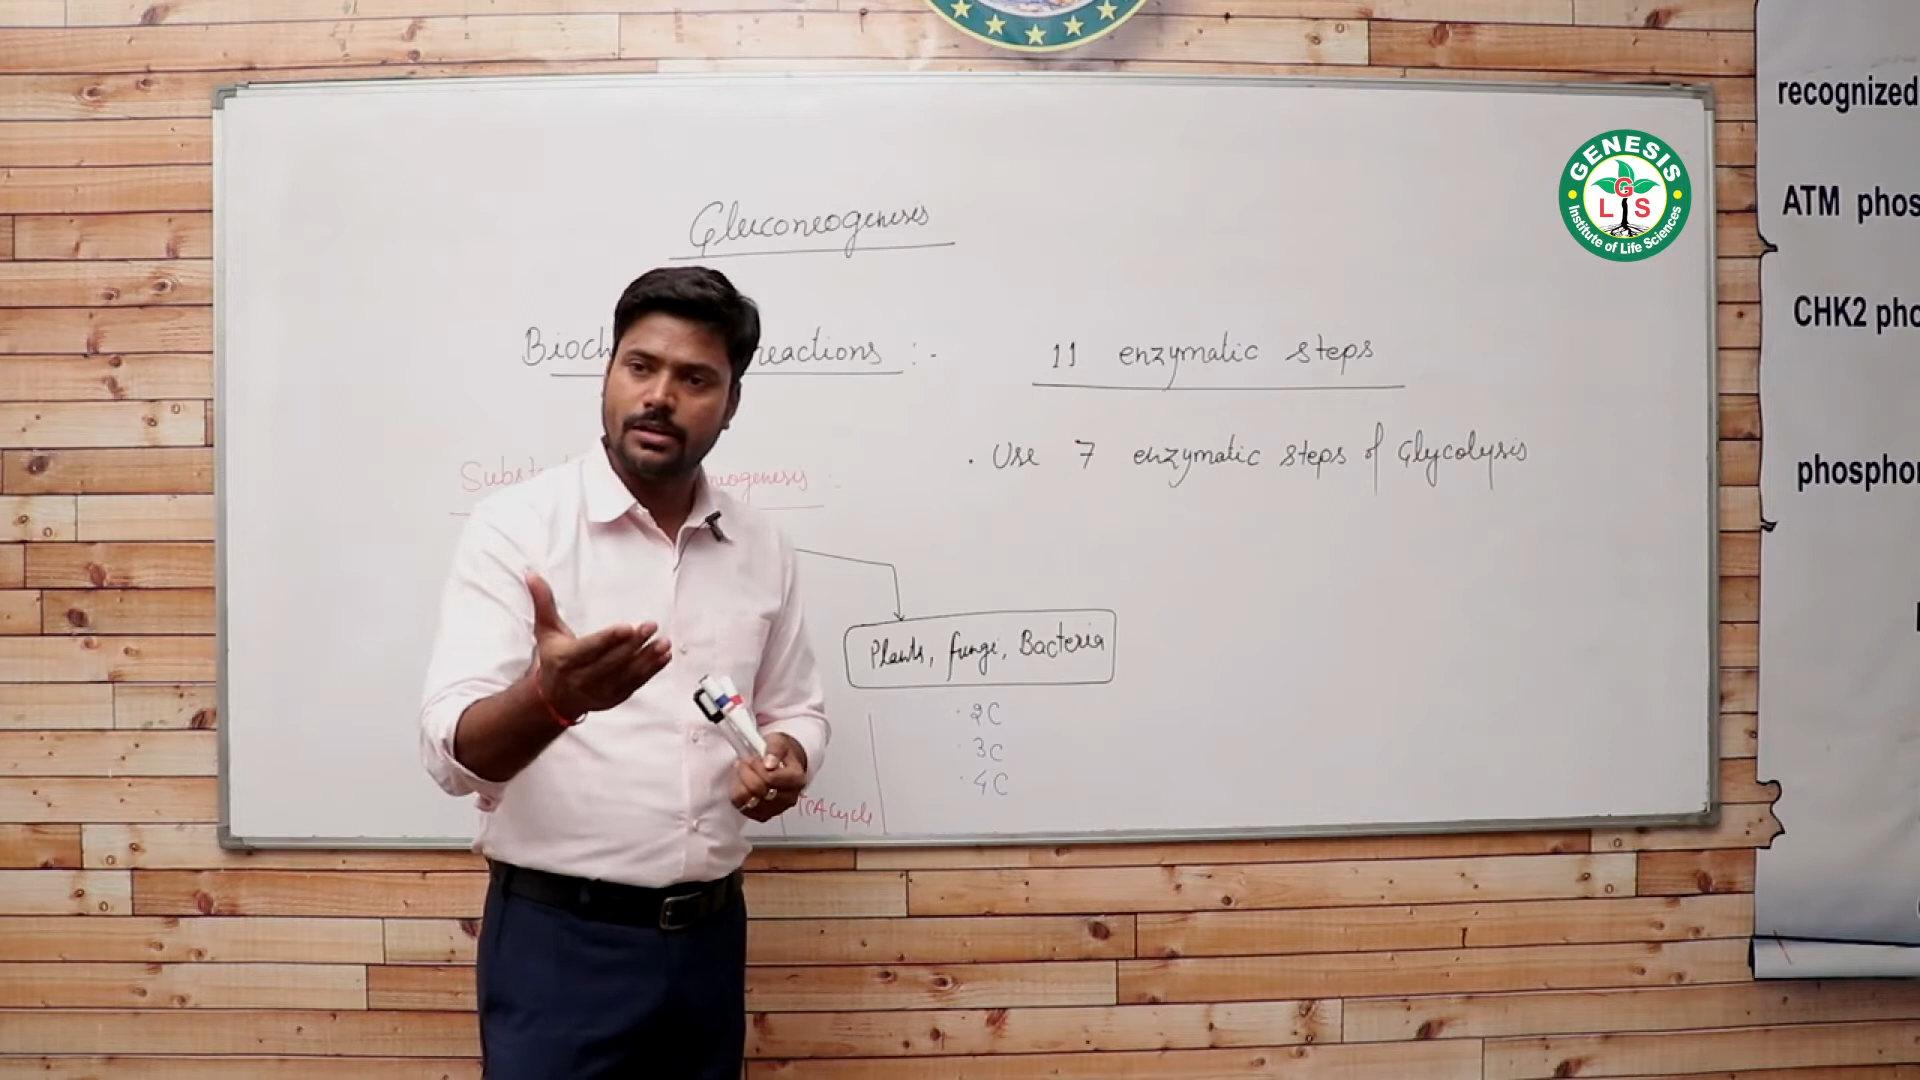 Gluconeogenesis
reactions :-
11 enzymatic steps
. Use 7 enzymatic steps of Glycolysis
Plants, fungi, Bacteria
· 2C
· 3C
· 4C
TCA cycle
GENESIS
GLS
Institute of Life Sciences
recognized
ATM phos
CHK2 pho
phosphor